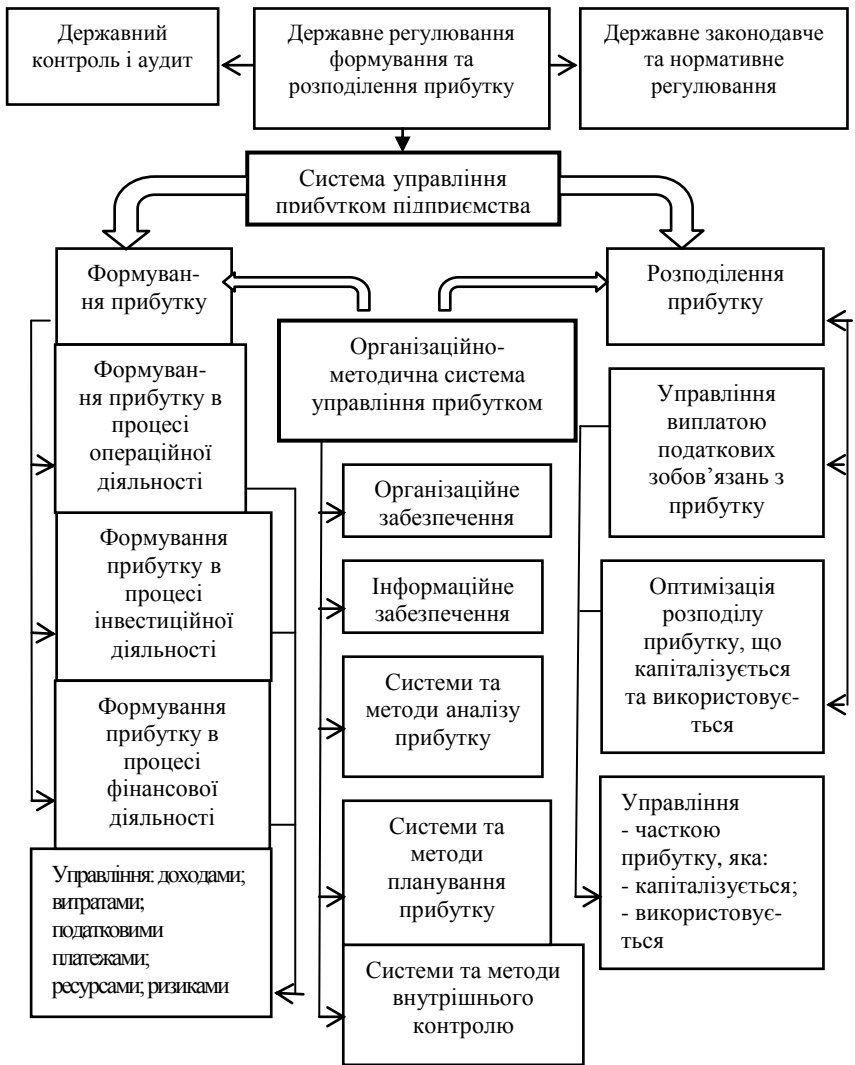 Державний
контроль і аудит
Державне регулювання
формування та
розподілення прибутку
Державне законодавче
та нормативне
регулювання
Система управління
прибутком підприємства
Формуван-
ня прибутку
Розподілення
прибутку
Організаційно-
методична система
управління прибутком
Формуван-
ня прибутку в
процесі
операційної
діяльності
Формування
прибутку в
процесі
інвестиційної
діяльності
Формування
прибутку в
процесі
фінансової
діяльності
Управління: доходами;
витратами;
податковими
платежами;
ресурсами; ризиками
Організаційне
забезпечення
Інформаційне
забезпечення
Системи та
методи аналізу
прибутку
Системи та
методи
планування
прибутку
Системи та методи
внутрішнього
контролю
Управління
виплатою
податкових
зобов’язань з
прибутку
Оптимізація
розподілу
прибутку, що
капіталізується
та використовує-
ться
Управління
- часткою
прибутку, яка:
- капіталізується;
- використовує-
ться